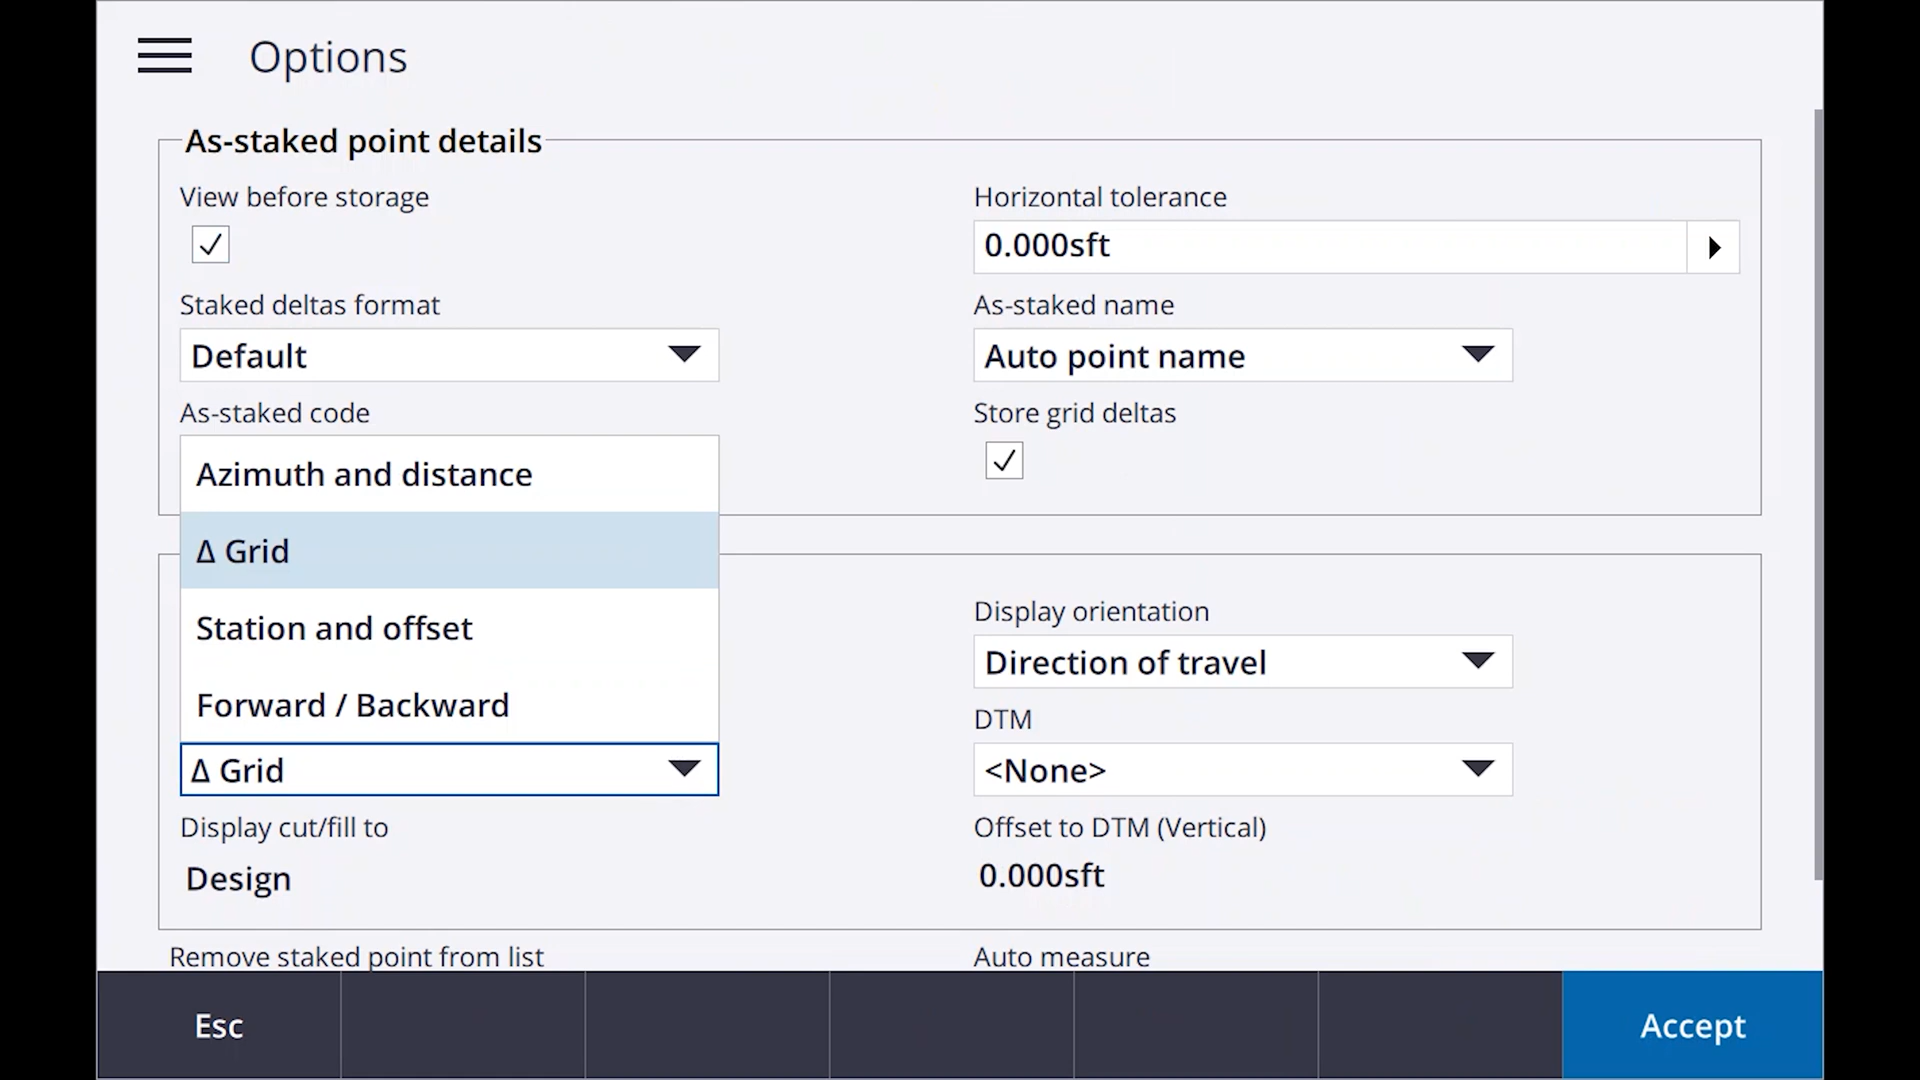 Options
As-staked point details
View before storage
Horizontal tolerance
0.000sft
Staked deltas format
As-staked name
Default
Auto point name
As-staked code
Store grid deltas
Azimuth and distance
Δ Grid
Station and offset
Forward / Backward
Display orientation
Direction of travel
DTM
Δ Grid
<None>
Display cut/fill to
Offset to DTM (Vertical)
Design
0.000sft
Remove staked point from list
Auto measure
Esc
Accept